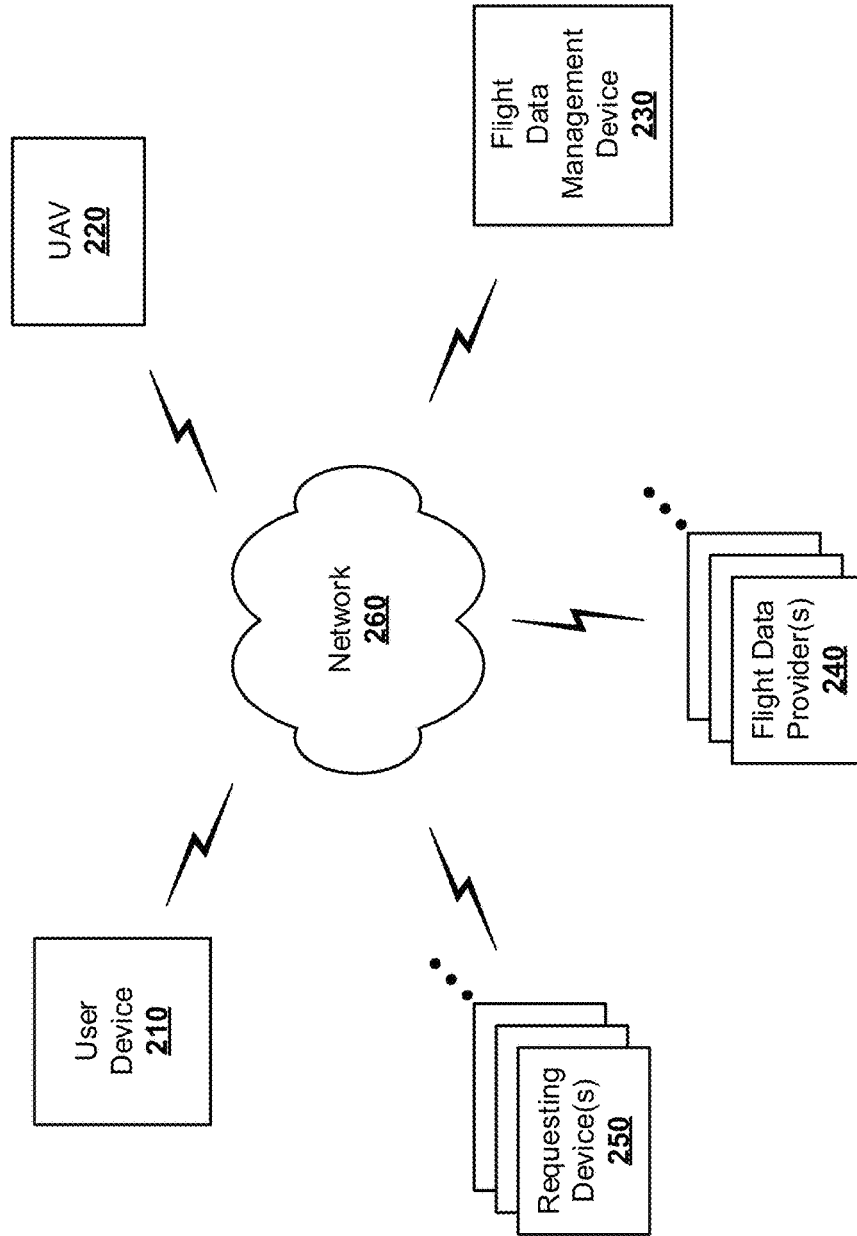 User
Device
210
UAV
220
Network
260
Requesting
Device(s)
250
Flight Data
Provider(s)
240
Flight
Data
Management
Device
230